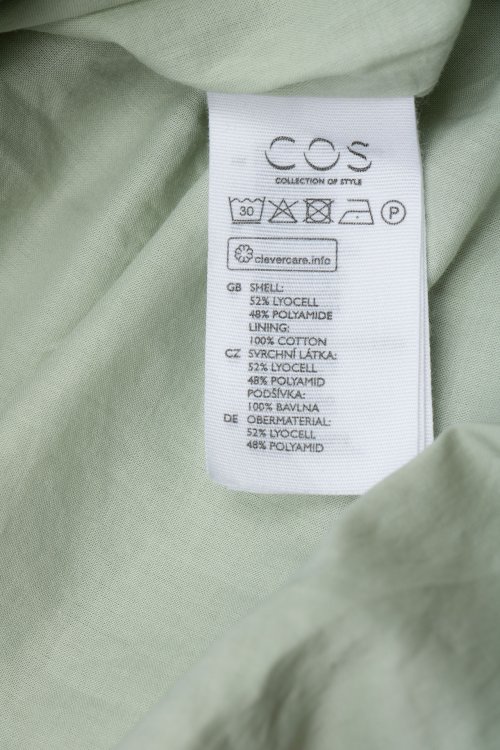 COS
COLLECTION OF STYLE
30 P
clevercare.info
GB SHELL:
52% LYOCELL
48% POLYAMIDE
LINING:
100% COTTON
CZ SVRCHNÍ LÁTKA:
52% LYOCELL
48% POLYAMID
PODŠÍVKA:
100% BAVLNA
DE OBERMATERIAL:
52% LYOCELL
48% POLYAMID